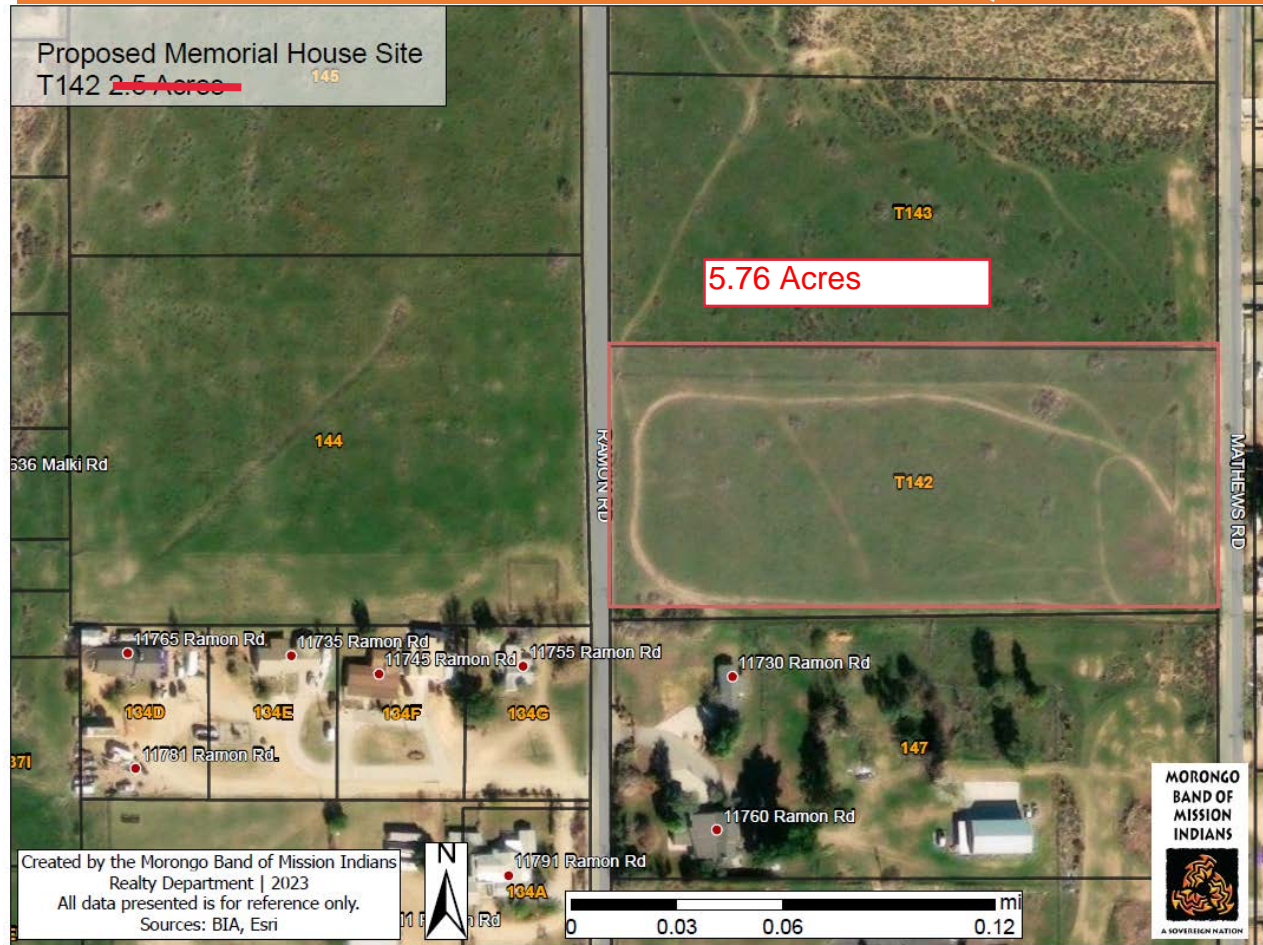 Proposed Memorial House Site
T142 2.5 Acres
145
T143
5.76 Acres
144
636 Malki Rd
RAMON RD
T142
MATHEWS RD
11765 Ramon Rd
11735 Ramon Rd
11745 Ramon Rd
11755 Ramon Rd
11730 Ramon Rd
134D
134E
134F
134G
147
11781 Ramon Rd.
11760 Ramon Rd
11791 Ramon Rd
134A
Created by the Morongo Band of Mission Indians
Realty Department | 2023
All data presented is for reference only.
Sources: BIA, Esri
N
mi
0 0.03 0.06 0.12
MORONGO
BAND OF
MISSION
INDIANS
A SOVEREIGN NATION